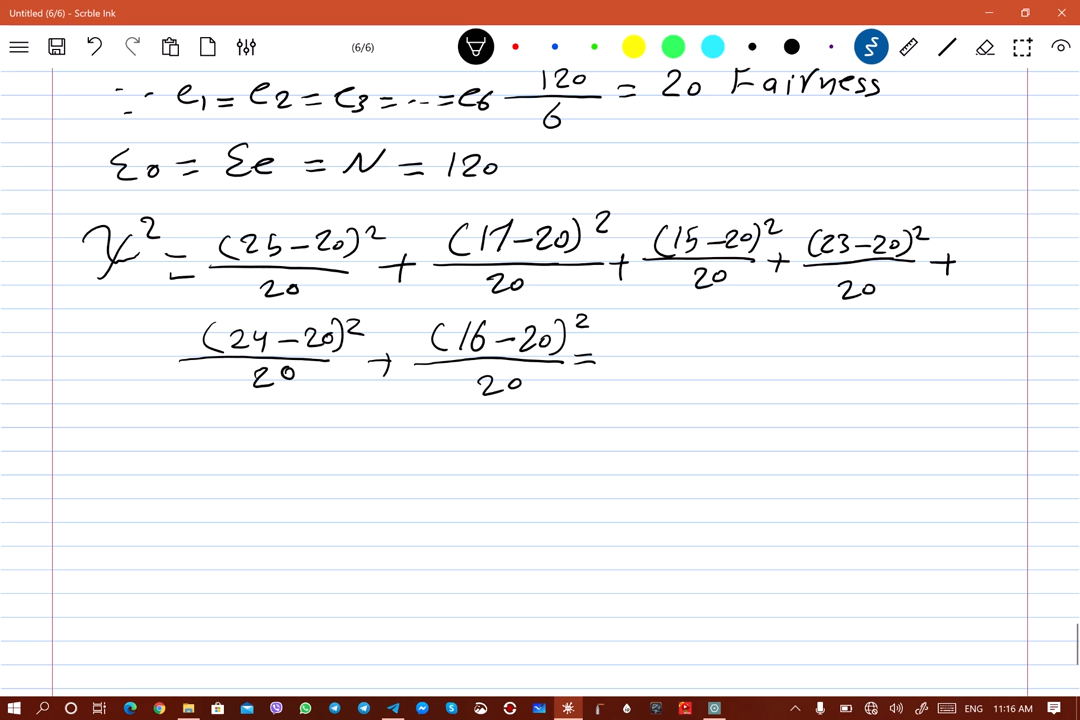 Untitled (6/6) - Scrble Ink
(6/6)
∵ e₁ = e₂ = e₃ = ... = e₆ 120/6 = 20 Fairness
Σo = Σe = N = 120
χ² = (25-20)²/20 + (17-20)²/20 + (15-20)²/20 + (23-20)²/20 +
(24-20)²/20 + (16-20)²/20 =
ENG 11:16 AM